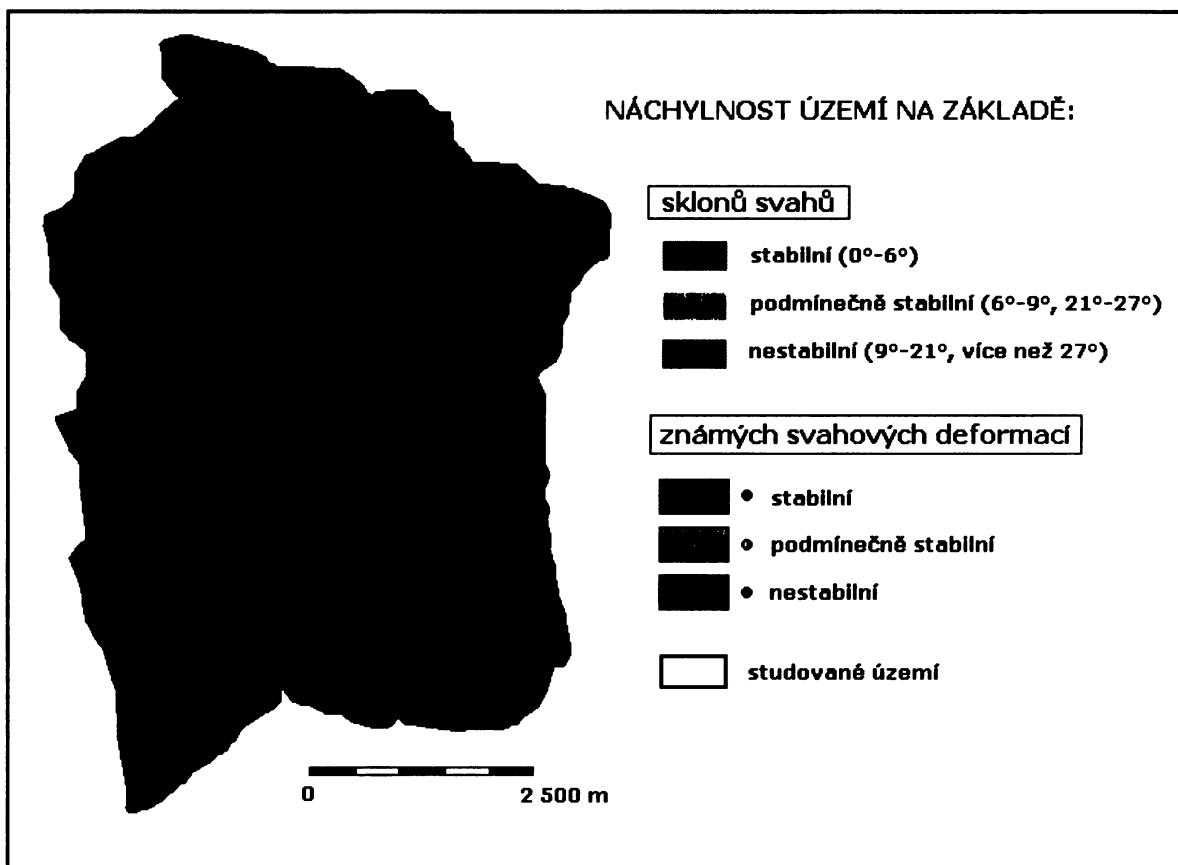 NÁCHYLNOST ÚZEMÍ NA ZÁKLADĚ:
sklonů svahů
stabilní (0°-6°)
podmínečně stabilní (6°-9°, 21°-27°)
nestabilní (9°-21°, více než 27°)
známých svahových deformací
stabilní
podmínečně stabilní
nestabilní
studované území
0 2 500 m